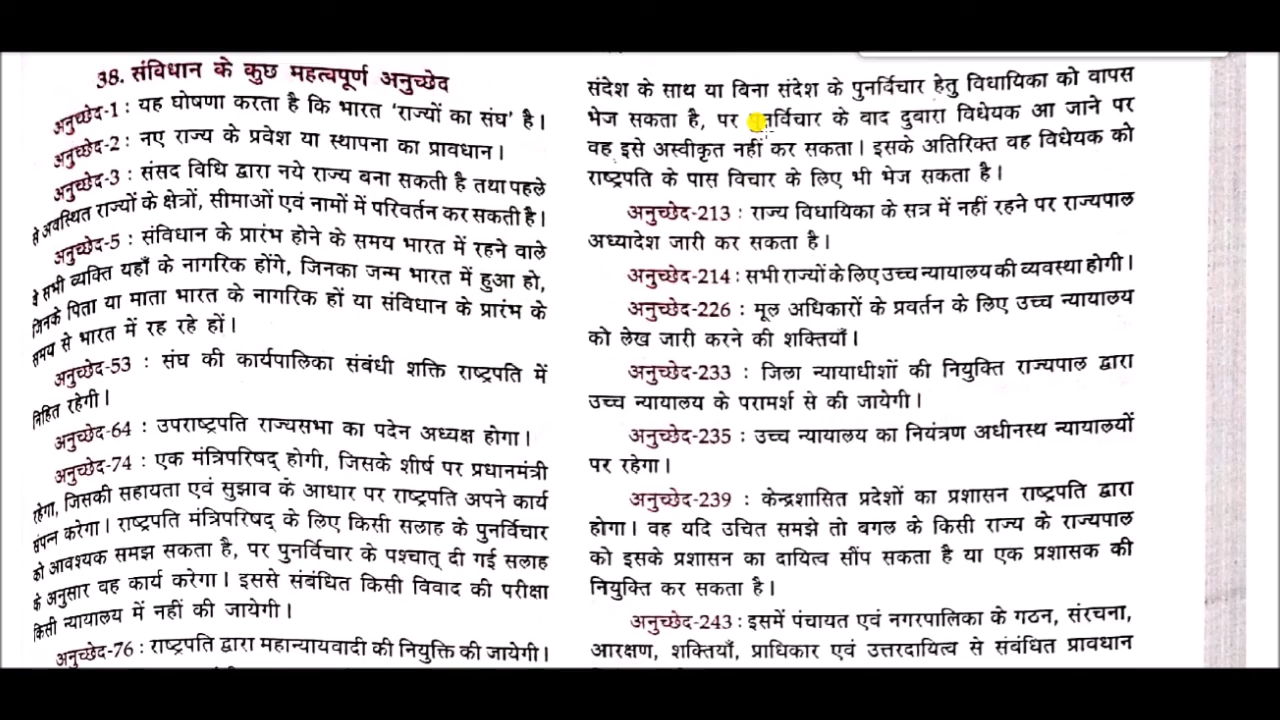 38. संविधान के कुछ महत्वपूर्ण अनुच्छेद
अनुच्छेद-1 : यह घोषणा करता है कि भारत 'राज्यों का संघ' है।
अनुच्छेद-2 : नए राज्य के प्रवेश या स्थापना का प्रावधान।
अनुच्छेद-3 : संसद विधि द्वारा नये राज्य बना सकती है तथा पहले
से अवस्थित राज्यों के क्षेत्रों, सीमाओं एवं नामों में परिवर्तन कर सकती है।
अनुच्छेद-5 : संविधान के प्रारंभ होने के समय भारत में रहने वाले
वे सभी व्यक्ति यहाँ के नागरिक होंगे, जिनका जन्म भारत में हुआ हो,
जिनके पिता या माता भारत के नागरिक हों या संविधान के प्रारंभ के
समय से भारत में रह रहे हों।
अनुच्छेद-53 : संघ की कार्यपालिका संबंधी शक्ति राष्ट्रपति में
निहित रहेगी।
अनुच्छेद-64 : उपराष्ट्रपति राज्यसभा का पदेन अध्यक्ष होगा।
अनुच्छेद-74 : एक मंत्रिपरिषद् होगी, जिसके शीर्ष पर प्रधानमंत्री
रहेगा, जिसकी सहायता एवं सुझाव के आधार पर राष्ट्रपति अपने कार्य
संपन्न करेगा। राष्ट्रपति मंत्रिपरिषद् के लिए किसी सलाह के पुनर्विचार
को आवश्यक समझ सकता है, पर पुनर्विचार के पश्चात् दी गई सलाह
के अनुसार वह कार्य करेगा। इससे संबंधित किसी विवाद की परीक्षा
किसी न्यायालय में नहीं की जायेगी।
अनुच्छेद-76 : राष्ट्रपति द्वारा महान्यायवादी की नियुक्ति की जायेगी।
संदेश के साथ या विना संदेश के पुनर्विचार हेतु विधायिका को वापस
भेज सकता है, पर पुनर्विचार के बाद दुबारा विधेयक आ जाने पर
वह इसे अस्वीकृत नहीं कर सकता। इसके अतिरिक्त वह विधेयक को
राष्ट्रपति के पास विचार के लिए भी भेज सकता है।
अनुच्छेद-213 : राज्य विधायिका के सत्र में नहीं रहने पर राज्यपाल
अध्यादेश जारी कर सकता है।
अनुच्छेद-214 : सभी राज्यों के लिए उच्च न्यायालय की व्यवस्था होगी।
अनुच्छेद-226 : मूल अधिकारों के प्रवर्तन के लिए उच्च न्यायालय
को लेख जारी करने की शक्तियाँ।
अनुच्छेद-233 : जिला न्यायाधीशों की नियुक्ति राज्यपाल द्वारा
उच्च न्यायालय के परामर्श से की जायेगी।
अनुच्छेद-235 : उच्च न्यायालय का नियंत्रण अधीनस्थ न्यायालयों
पर रहेगा।
अनुच्छेद-239 : केन्द्रशासित प्रदेशों का प्रशासन राष्ट्रपति द्वारा
होगा। वह यदि उचित समझे तो बगल के किसी राज्य के राज्यपाल
को इसके प्रशासन का दायित्व सौंप सकता है या एक प्रशासक की
नियुक्ति कर सकता है।
अनुच्छेद-243 : इसमें पंचायत एवं नगरपालिका के गठन, संरचना,
आरक्षण, शक्तियाँ, प्राधिकार एवं उत्तरदायित्व से संबंधित प्रावधान